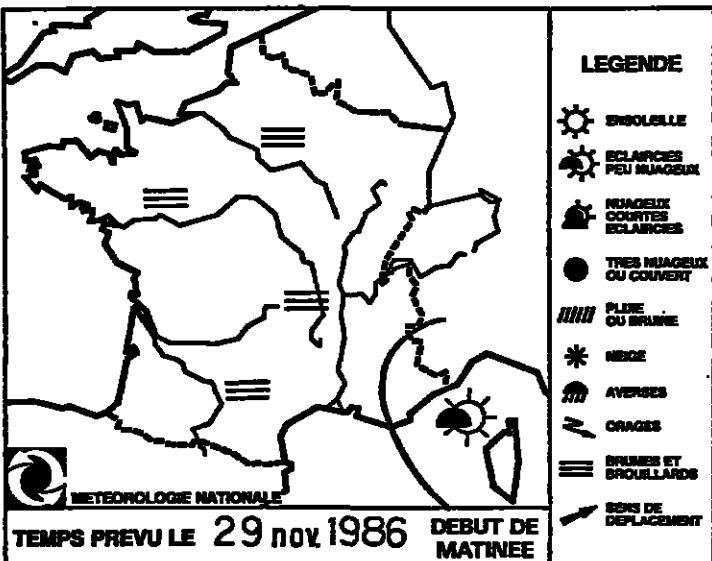 LEGENDE
ENSOLEILLE
ECLAIRCIES
PEU NUAGEUX
NUAGEUX
COURTES
ECLAIRCIES
TRES NUAGEUX
OU COUVERT
PLUIE
OU BRUINE
NEIGE
AVERSES
ORAGES
BRUMES ET
BROUILLARDS
SENS DE
DEPLACEMENT
METEOROLOGIE NATIONALE
TEMPS PREVU LE 29 nov. 1986 DEBUT DE
MATINEE